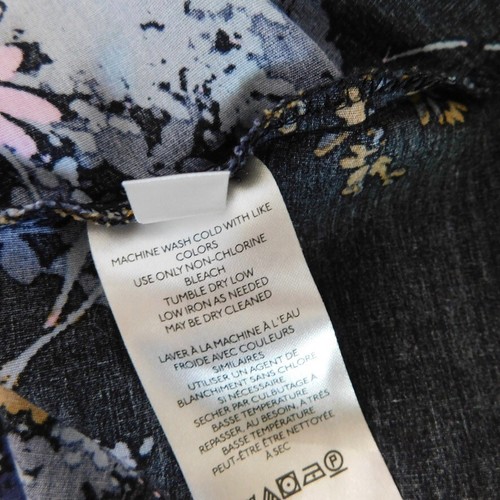 MACHINE WASH COLD WITH LIKE
COLORS
USE ONLY NON-CHLORINE
BLEACH
TUMBLE DRY LOW
LOW IRON AS NEEDED
MAY BE DRY CLEANED
LAVER À LA MACHINE À L'EAU
FROIDE AVEC COULEURS
SIMILAIRES
UTILISER UN AGENT DE
BLANCHIMENT SANS CHLORE
SI NÉCESSAIRE
SÉCHER PAR CULBUTAGE À
BASSE TEMPÉRATURE
REPASSER, AU BESOIN, À TRÈS
BASSE TEMPÉRATURE
PEUT-ÊTRE ÊTRE NETTOYÉE
À SEC